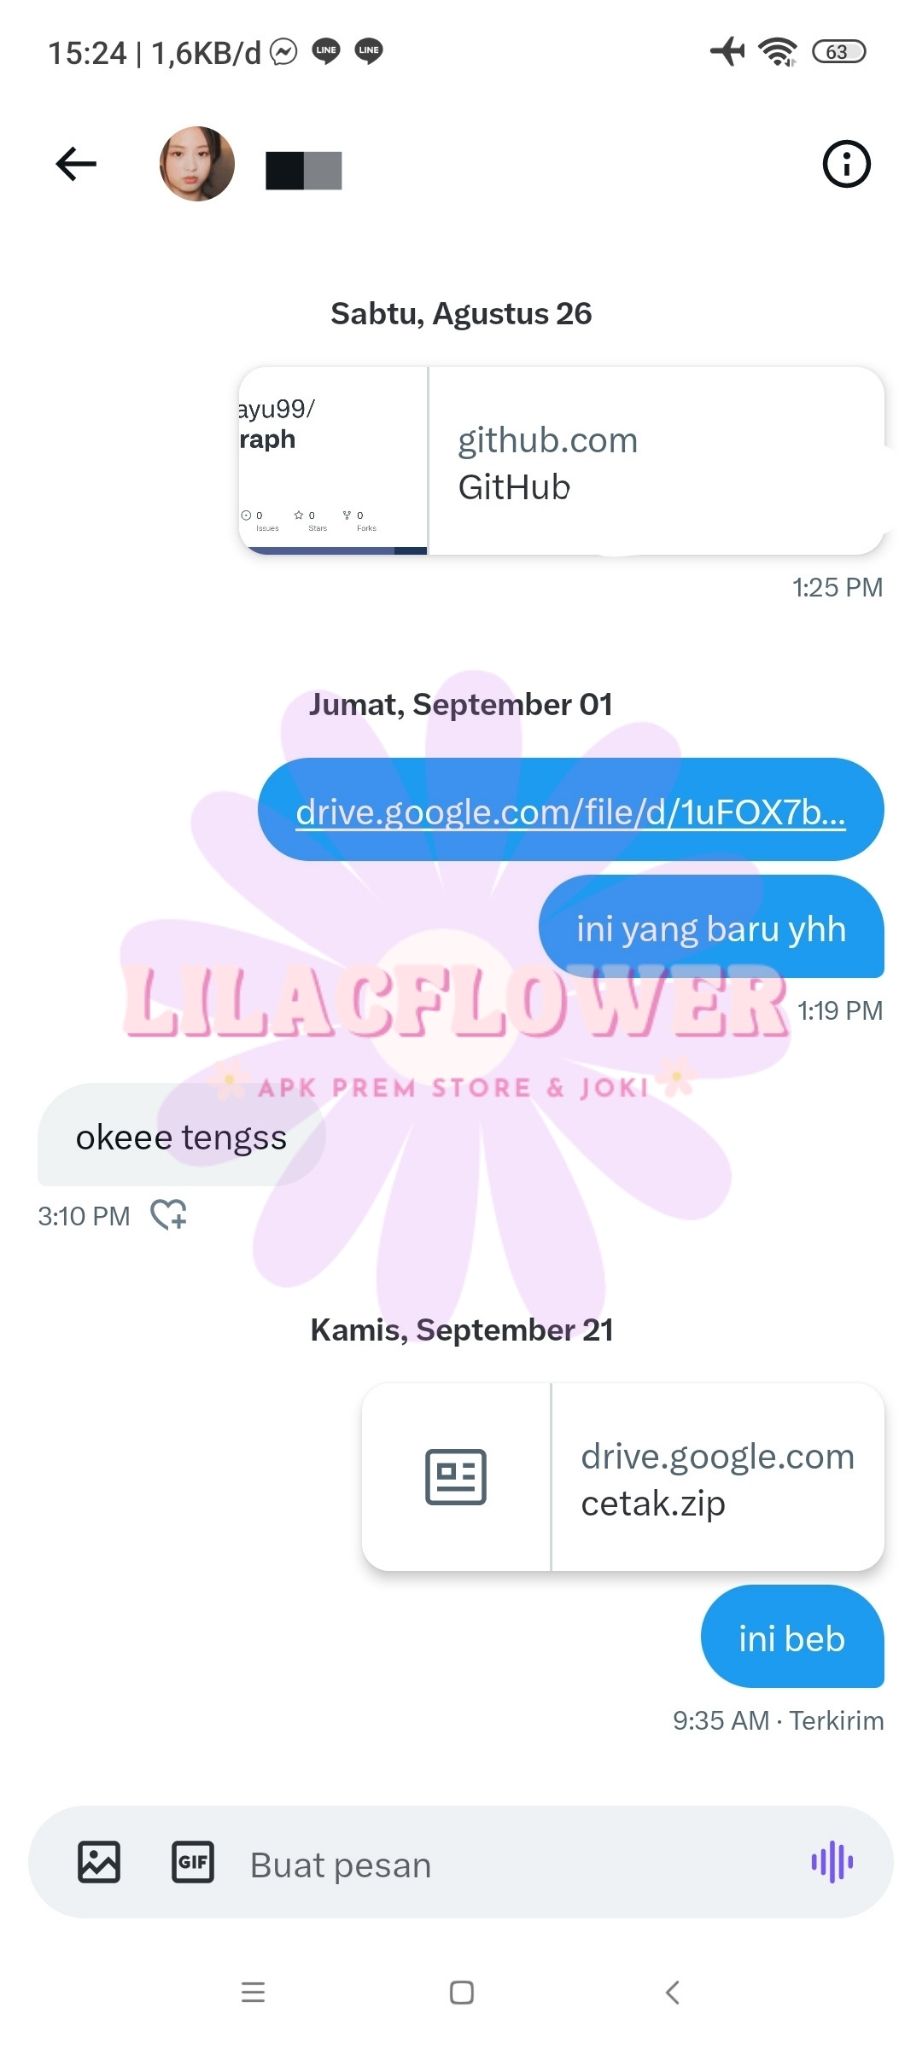 15:24 | 1,6KB/d
LINE
LINE
63
Sabtu, Agustus 26
ayu99/
raph
0
Issues
0
Stars
0
Forks
github.com
GitHub
1:25 PM
Jumat, September 01
drive.google.com/file/d/1uFOX7b...
ini yang baru yhh
1:19 PM
LILACFLOWER
APK PREM STORE & JOKI
okeee tengss
3:10 PM
Kamis, September 21
drive.google.com
cetak.zip
ini beb
9:35 AM · Terkirim
GIF
Buat pesan